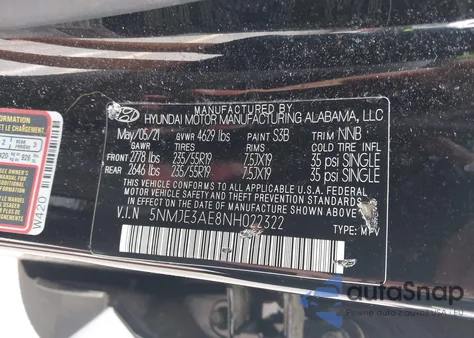 MANUFACTURED BY
HYUNDAI MOTOR MANUFACTURING ALABAMA, LLC
May/05/21 GVWR 4629 lbs PAINT S3B TRIM NNB
GAWR TIRES RIMS COLD TIRE INFL.
FRONT 2778 lbs 235/55R19 7.5JX19 35 psi SINGLE
REAR 2646 lbs 235/55R19 7.5JX19 35 psi SINGLE
THIS VEHICLE CONFORMS TO ALL APPLICABLE U.S.A. FEDERAL
MOTOR VEHICLE SAFETY AND THEFT PREVENTION STANDARDS
IN EFFECT ON THE DATE OF MANUFACTURE SHOWN ABOVE.
V.I.N 5NMJE3AE8NH022322
TYPE: MPV
FORMATION
LE CHARGEMENT.
W420
autoSnap